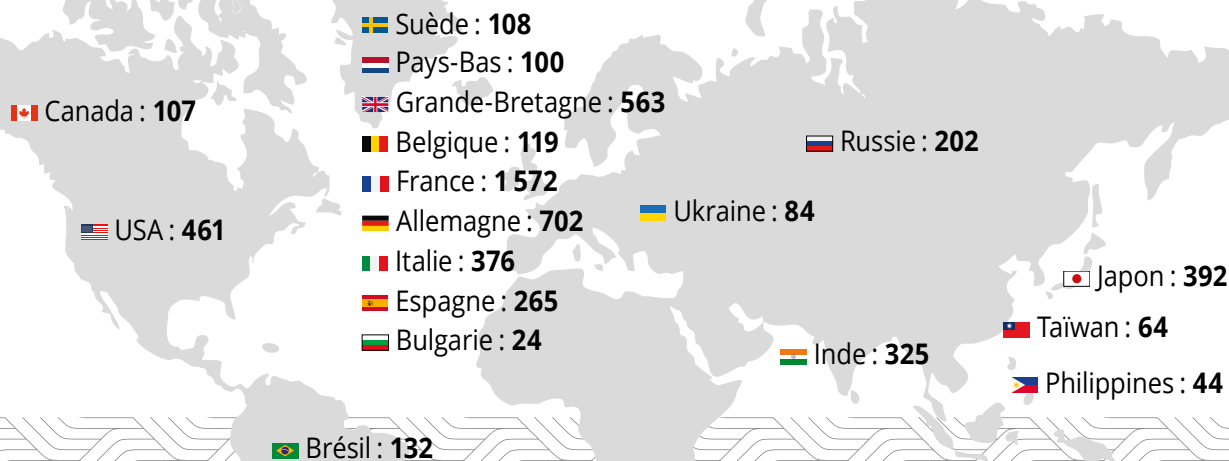 Suède : 108
Pays-Bas : 100
Grande-Bretagne : 563
Canada : 107
Belgique : 119
Russie : 202
France : 1 572
Ukraine : 84
Allemagne : 702
USA : 461
Italie : 376
Japon : 392
Espagne : 265
Taïwan : 64
Bulgarie : 24
Inde : 325
Philippines : 44
Brésil : 132